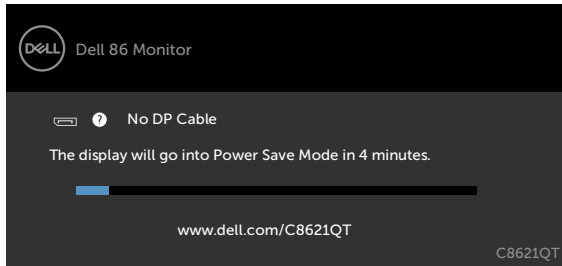 DELL Dell 86 Monitor
? No DP Cable
The display will go into Power Save Mode in 4 minutes.
www.dell.com/C8621QT
C8621QT